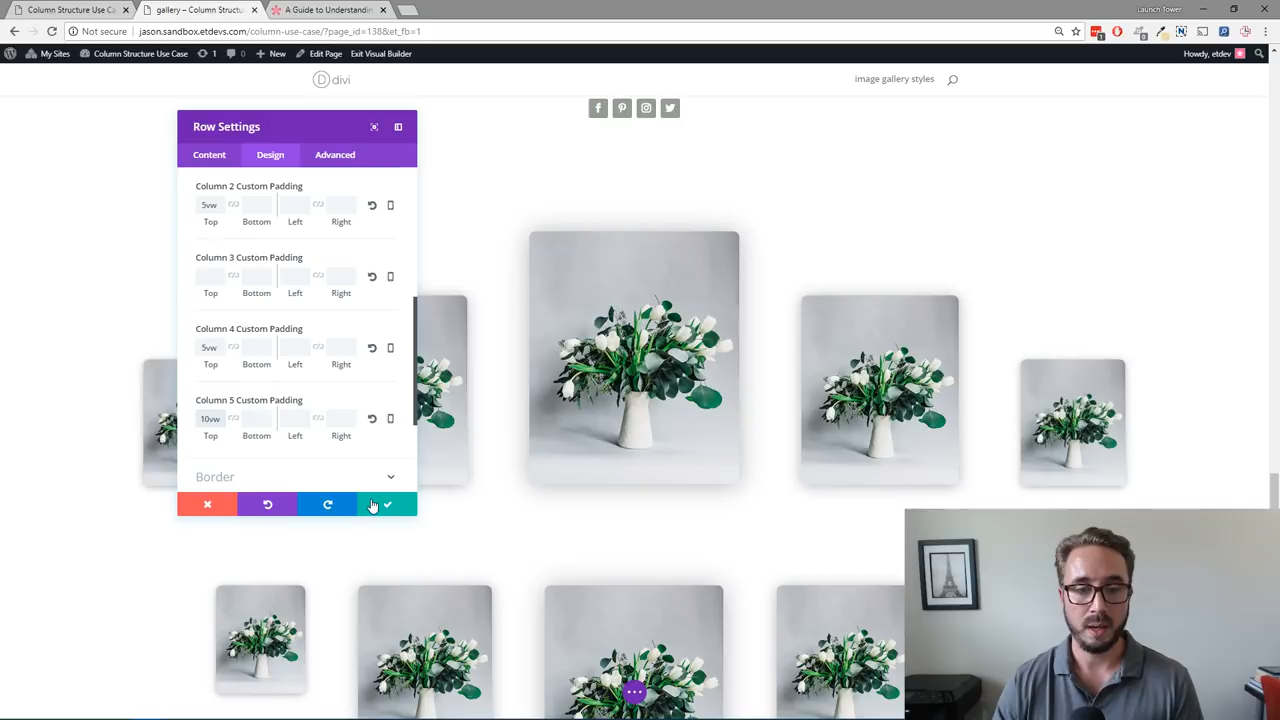 Column Structure Use Ca
gallery – Column Structu
A Guide to Understandin
Launch Tower
Not secure
jason.sandbox.etdevs.com/column-use-case/?page_id=138&et_fb=1
My Sites
Column Structure Use Case
1
0
New
Edit Page
Exit Visual Builder
Howdy, etdev
D divi
image gallery styles
Row Settings
Content
Design
Advanced
Column 2 Custom Padding
5vw
Top
Bottom
Left
Right
Column 3 Custom Padding
Top
Bottom
Left
Right
Column 4 Custom Padding
5vw
Top
Bottom
Left
Right
Column 5 Custom Padding
10vw
Top
Bottom
Left
Right
Border